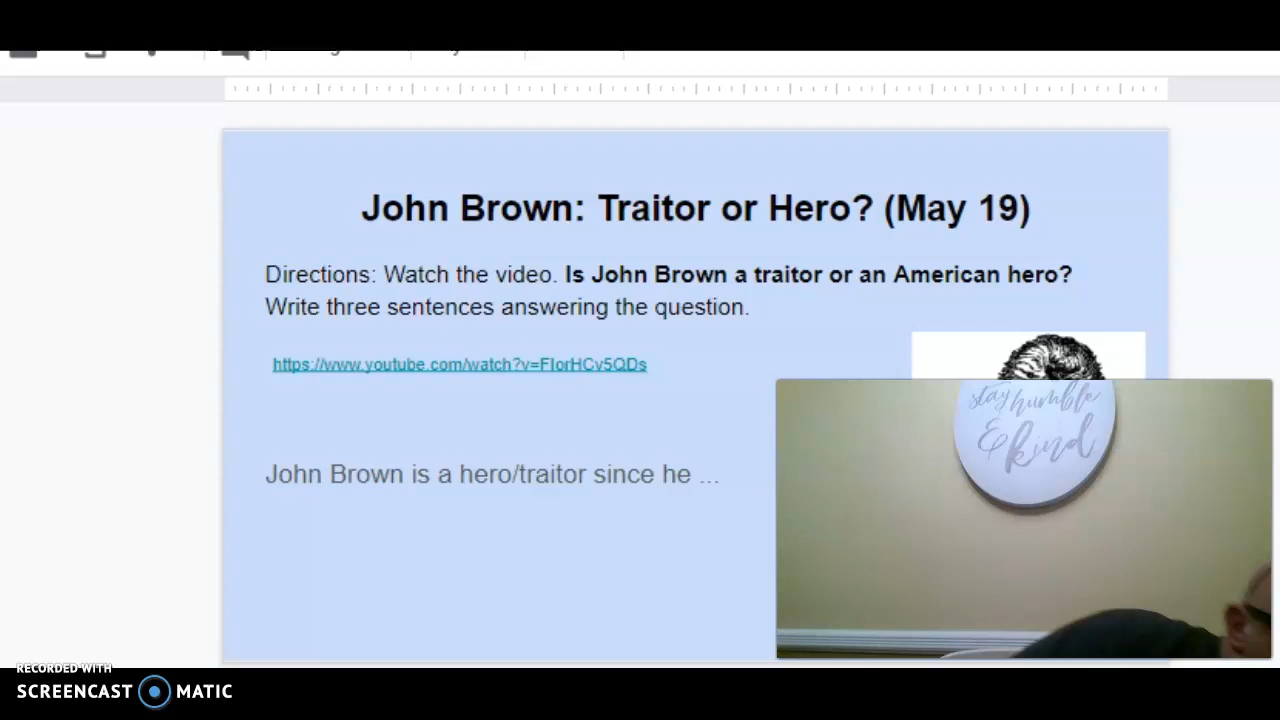 John Brown: Traitor or Hero? (May 19)
Directions: Watch the video. Is John Brown a traitor or an American hero?
Write three sentences answering the question.
https://www.youtube.com/watch?v=FIorHCv5QDs
stay humble
& kind
John Brown is a hero/traitor since he ...
RECORDED WITH
SCREENCAST MATIC